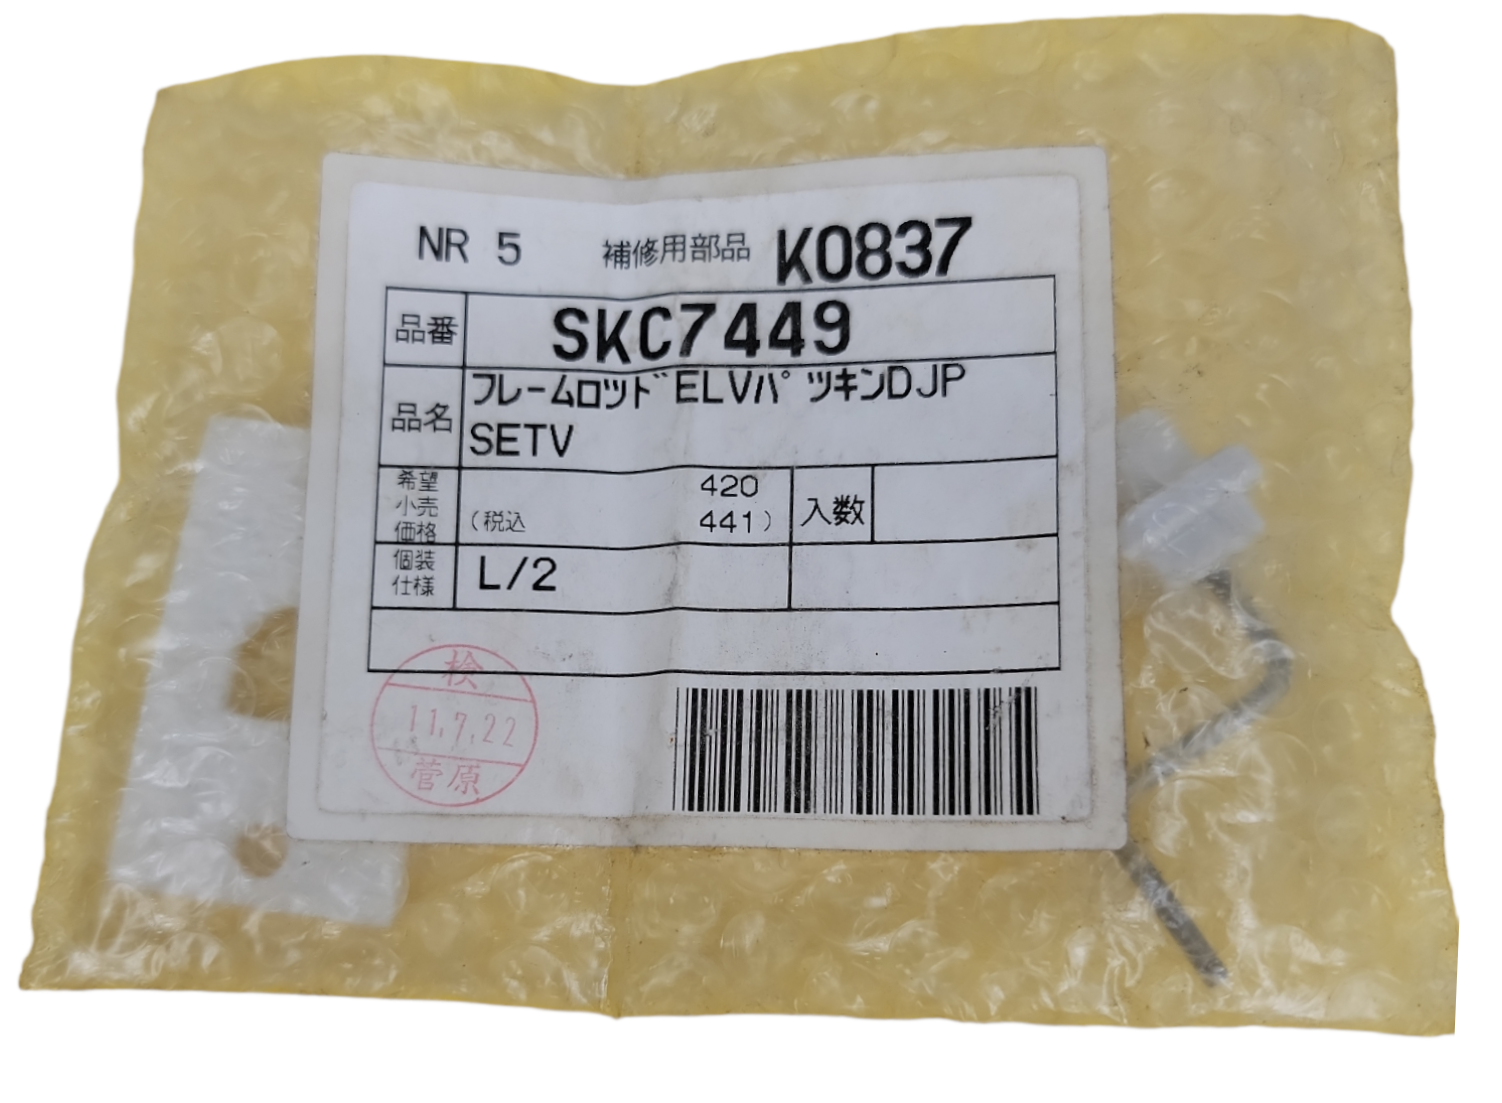 NR 5 補修用部品 K0837
品番 SKC7449
品名 フレームロッド゛ELVパ ツキンDJP
SETV
希望小売価格 420
(税込 441) 入数
個装仕様 L/2
検
11.7.22
菅原